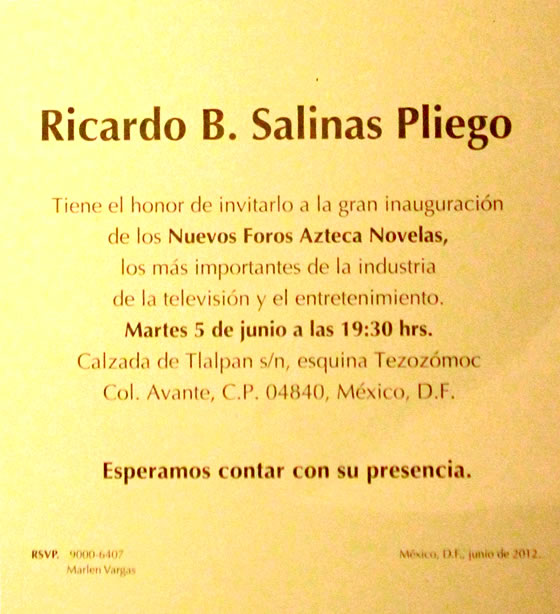 Ricardo B. Salinas Pliego
Tiene el honor de invitarlo a la gran inauguración
de los Nuevos Foros Azteca Novelas,
los más importantes de la industria
de la televisión y el entretenimiento.
Martes 5 de junio a las 19:30 hrs.
Calzada de Tlalpan s/n, esquina Tezozómoc
Col. Avante, C.P. 04840, México, D.F.
Esperamos contar con su presencia.
RSVP. 9000-6407
Marlen Vargas
México, D.F., junio de 2012.